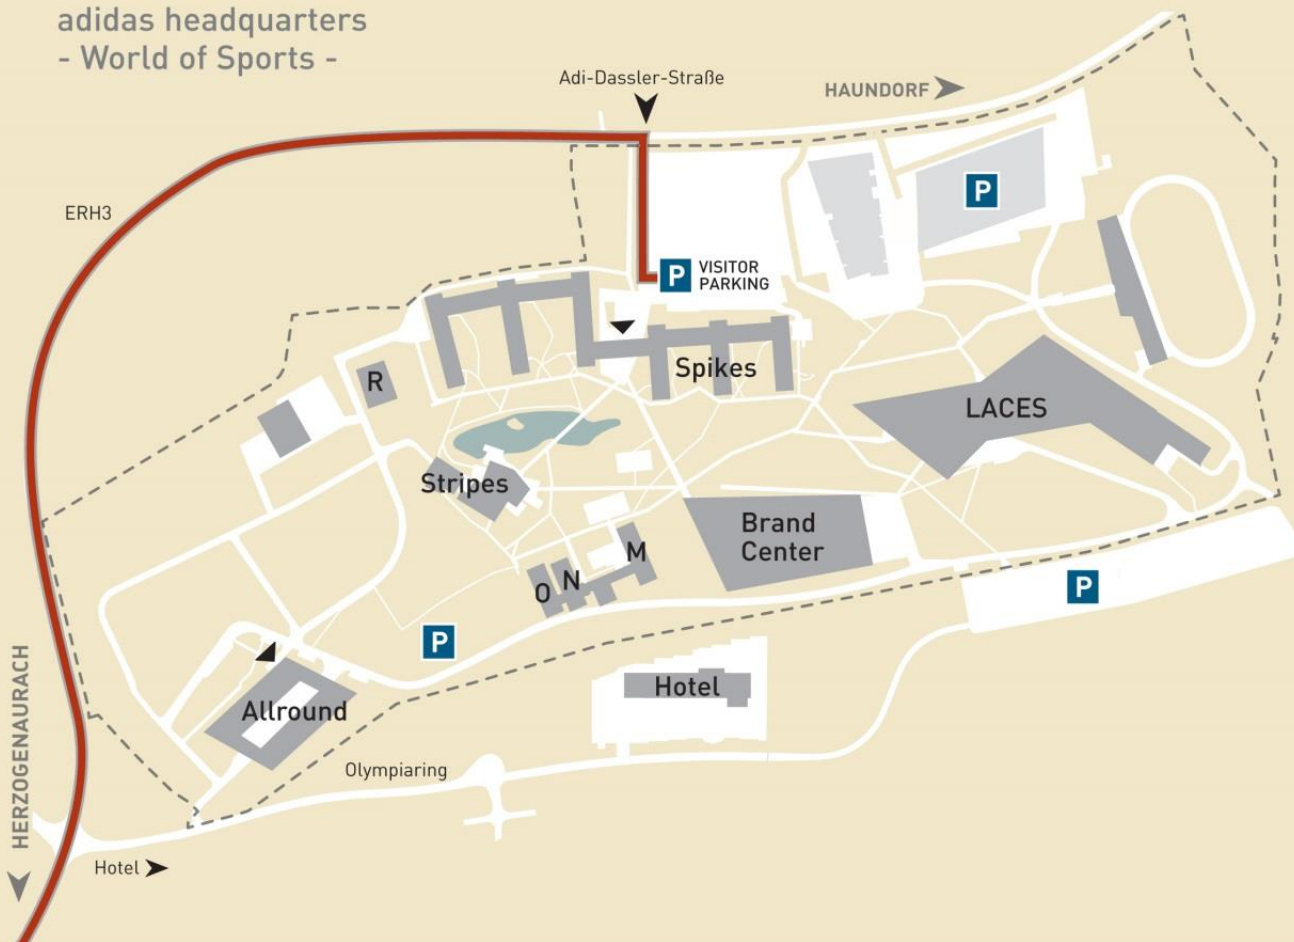 adidas headquarters
- World of Sports -
Adi-Dassler-Straße
HAUNDORF
ERH3
P
P VISITOR
PARKING
R
Spikes
LACES
Stripes
Brand
Center
M
N
O
P
P
Hotel
Allround
Olympiaring
HERZOGENAURACH
Hotel